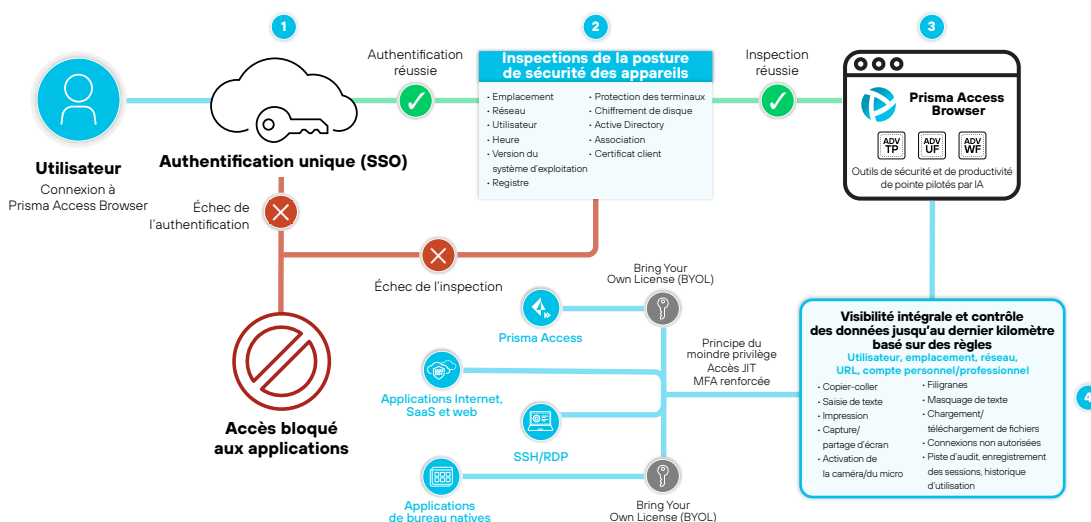 1
2
3
Utilisateur
Connexion à
Prisma Access Browser
Authentification unique (SSO)
Authentification
réussie
Inspections de la posture
de sécurité des appareils
• Emplacement
• Réseau
• Utilisateur
• Heure
• Version du
système d'exploitation
• Registre
• Protection des terminaux
• Chiffrement de disque
• Active Directory
• Association
• Certificat client
Inspection
réussie
Prisma Access
Browser
ADV
TP
ADV
UF
ADV
WF
Outils de sécurité et de productivité
de pointe pilotés par IA
Échec de
l'authentification
Échec de l'inspection
Accès bloqué
aux applications
Bring Your
Own License (BYOL)
Prisma Access
Applications Internet,
SaaS et web
SSH/RDP
Applications
de bureau natives
Bring Your
Own License (BYOL)
Principe du
moindre privilège
Accès JIT
MFA renforcée
Visibilité intégrale et contrôle
des données jusqu'au dernier kilomètre
basé sur des règles
Utilisateur, emplacement, réseau,
URL, compte personnel/professionnel
• Copier-coller
• Saisie de texte
• Impression
• Capture/
partage d'écran
• Activation de
la caméra/du micro
• Filigranes
• Masquage de texte
• Chargement/
téléchargement de fichiers
• Connexions non autorisées
• Piste d'audit, enregistrement
des sessions, historique
d'utilisation
4